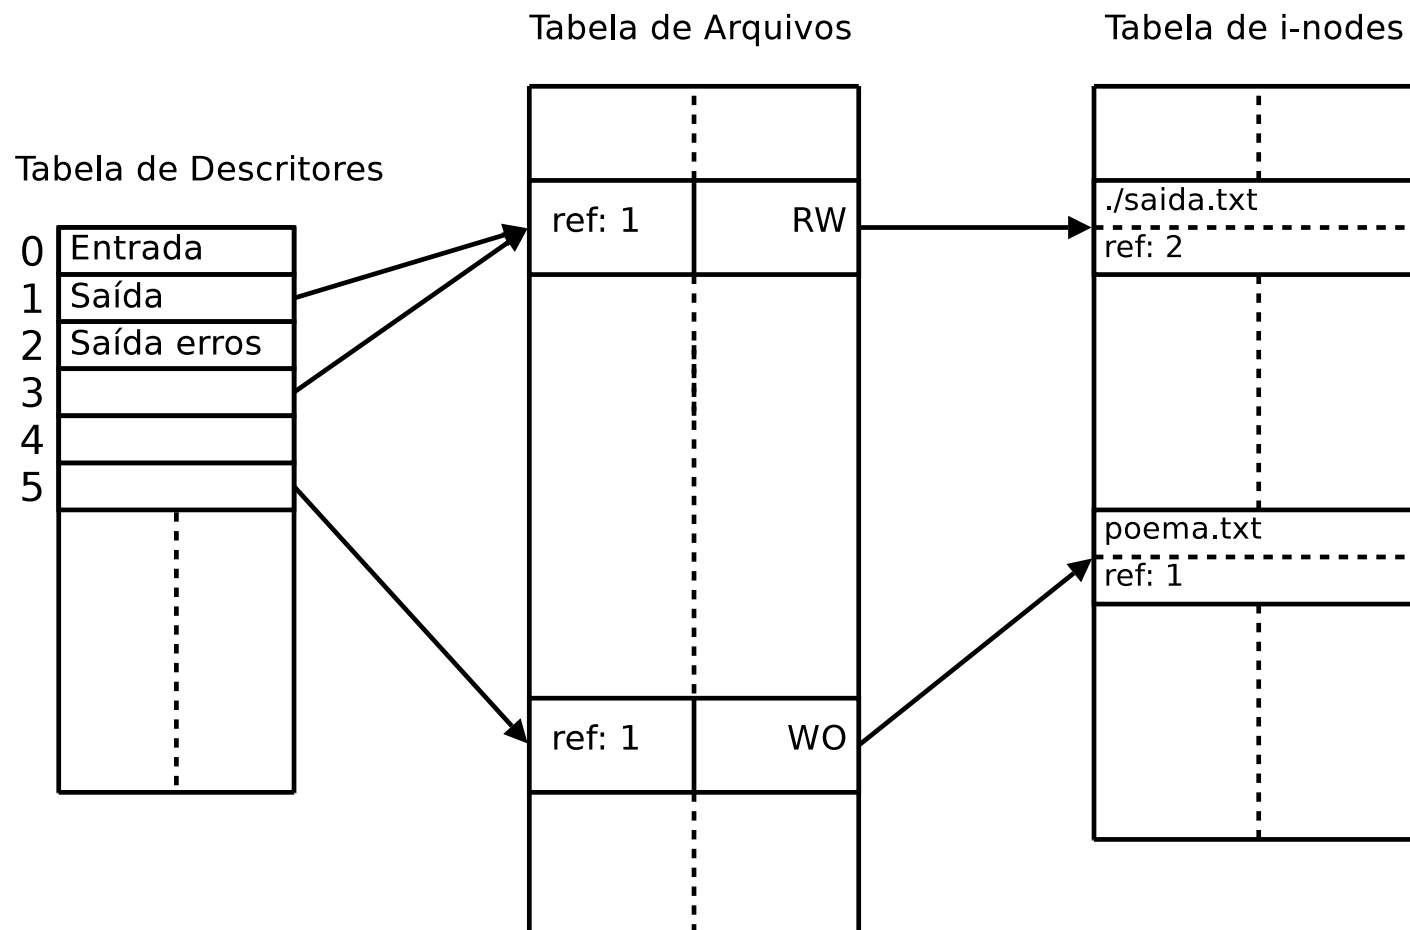 Tabela de Arquivos
Tabela de i-nodes
Tabela de Descritores
0 Entrada
1 Saída
2 Saída erros
3
4
5
ref: 1 RW
ref: 1 WO
./saida.txt
ref: 2
poema.txt
ref: 1